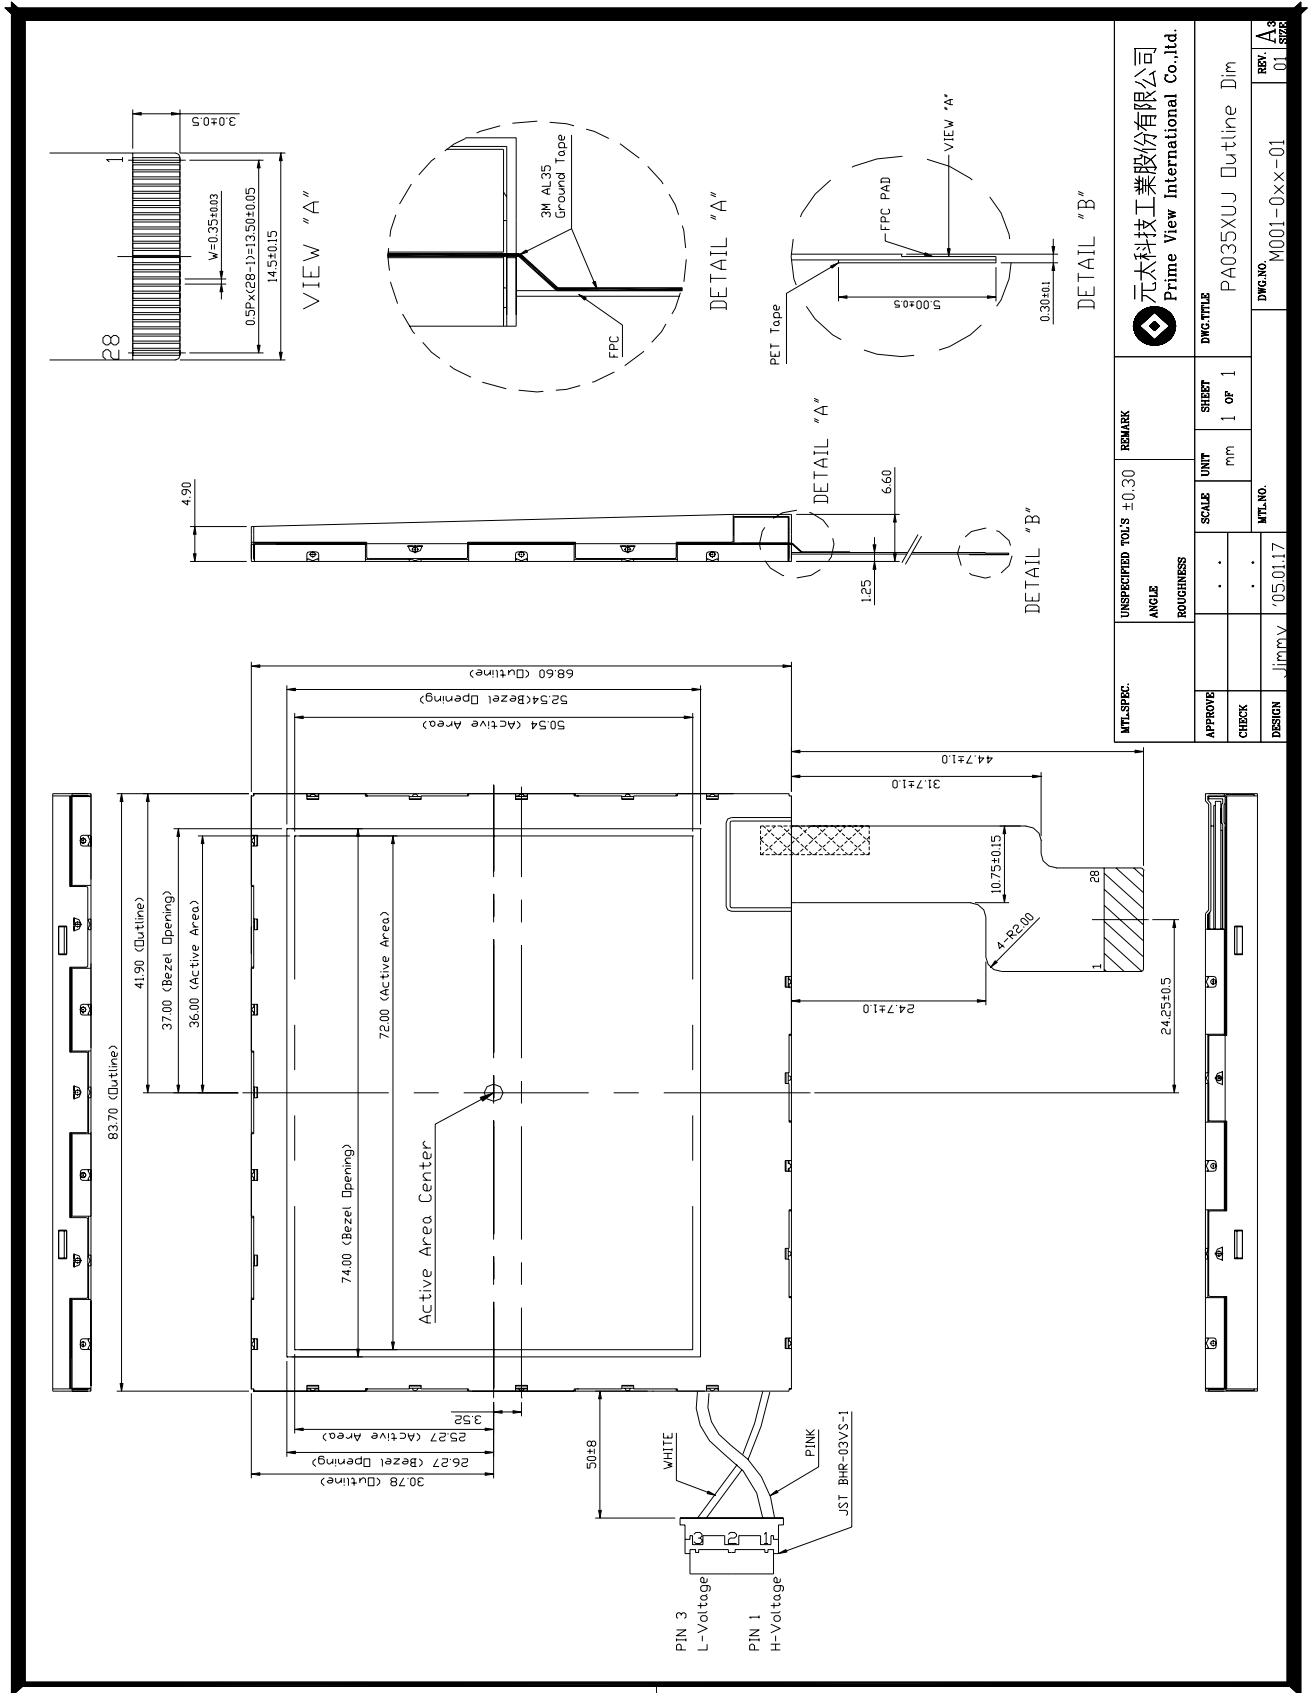 3.0±0.5
1
28
W=0.35±0.03
0.5Px(28-1)=13.50±0.05
14.5±0.15
VIEW "A"
3M AL35
Ground Tape
FPC
DETAIL "A"
PET Tape
FPC PAD
VIEW "A"
5.00±0.5
0.30±0.1
DETAIL "B"
4.90
6.60
1.25
DETAIL "A"
DETAIL "B"
68.60 (Outline)
52.54(Bezel Opening)
50.54 (Active Area)
83.70 (Outline)
41.90 (Outline)
37.00 (Bezel Opening)
36.00 (Active Area)
72.00 (Active Area)
74.00 (Bezel Opening)
Active Area Center
3.52
25.27 (Active Area)
26.27 (Bezel Opening)
30.78 (Outline)
44.7±1.0
31.7±1.0
10.75±0.15
24.7±1.0
4-R2.00
28
1
24.25±0.5
50±8
WHITE
PINK
JST BHR-03VS-1
3 2 1
PIN 3
L-Voltage
PIN 1
H-Voltage
元太科技工業股份有限公司
Prime View International Co.,ltd.
REMARK
UNSPECIFIED TOL'S ±0.30
ANGLE
ROUGHNESS
MTL.SPEC.
DWG.TITLE
PA035XUJ Outline Dim
SHEET
1 OF 1
UNIT
mm
SCALE
APPROVE
CHECK
DESIGN
Jimmy '05.01.17
MTL.NO.
DWG.NO.
M001-0xx-01
REV.
01
SIZE
A3